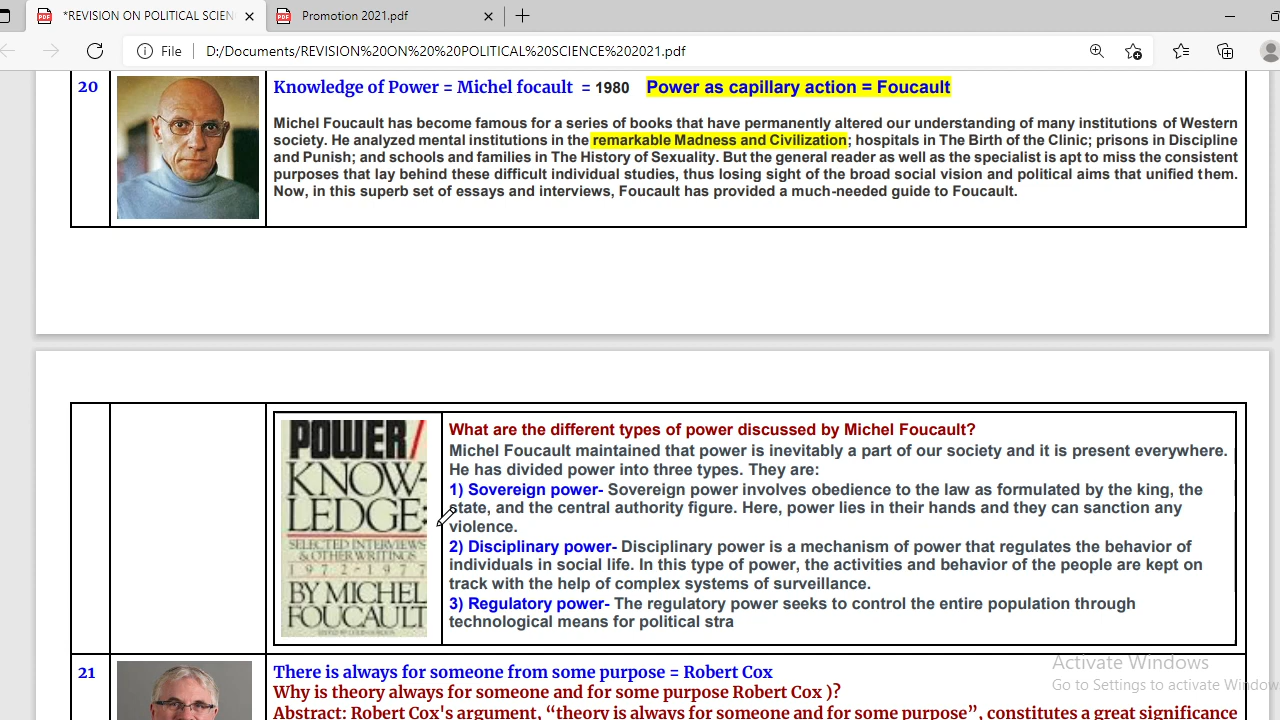 *REVISION ON POLITICAL SCIEN
Promotion 2021.pdf
File
D:/Documents/REVISION%20ON%20%20POLITICAL%20SCIENCE%202021.pdf
20
Knowledge of Power = Michel focault = 1980 Power as capillary action = Foucault
Michel Foucault has become famous for a series of books that have permanently altered our understanding of many institutions of Western
society. He analyzed mental institutions in the remarkable Madness and Civilization; hospitals in The Birth of the Clinic; prisons in Discipline
and Punish; and schools and families in The History of Sexuality. But the general reader as well as the specialist is apt to miss the consistent
purposes that lay behind these difficult individual studies, thus losing sight of the broad social vision and political aims that unified them.
Now, in this superb set of essays and interviews, Foucault has provided a much-needed guide to Foucault.
POWER/
KNOW-
LEDGE:
SELECTED INTERVIEWS
& OTHER WRITINGS
1972-1977
BY MICHEL
FOUCAULT
What are the different types of power discussed by Michel Foucault?
Michel Foucault maintained that power is inevitably a part of our society and it is present everywhere.
He has divided power into three types. They are:
1) Sovereign power- Sovereign power involves obedience to the law as formulated by the king, the
state, and the central authority figure. Here, power lies in their hands and they can sanction any
violence.
2) Disciplinary power- Disciplinary power is a mechanism of power that regulates the behavior of
individuals in social life. In this type of power, the activities and behavior of the people are kept on
track with the help of complex systems of surveillance.
3) Regulatory power- The regulatory power seeks to control the entire population through
technological means for political stra
21
There is always for someone from some purpose = Robert Cox
Why is theory always for someone and for some purpose Robert Cox )?
Abstract: Robert Cox's argument, “theory is always for someone and for some purpose”, constitutes a great significance
Activate Windows
Go to Settings to activate Window